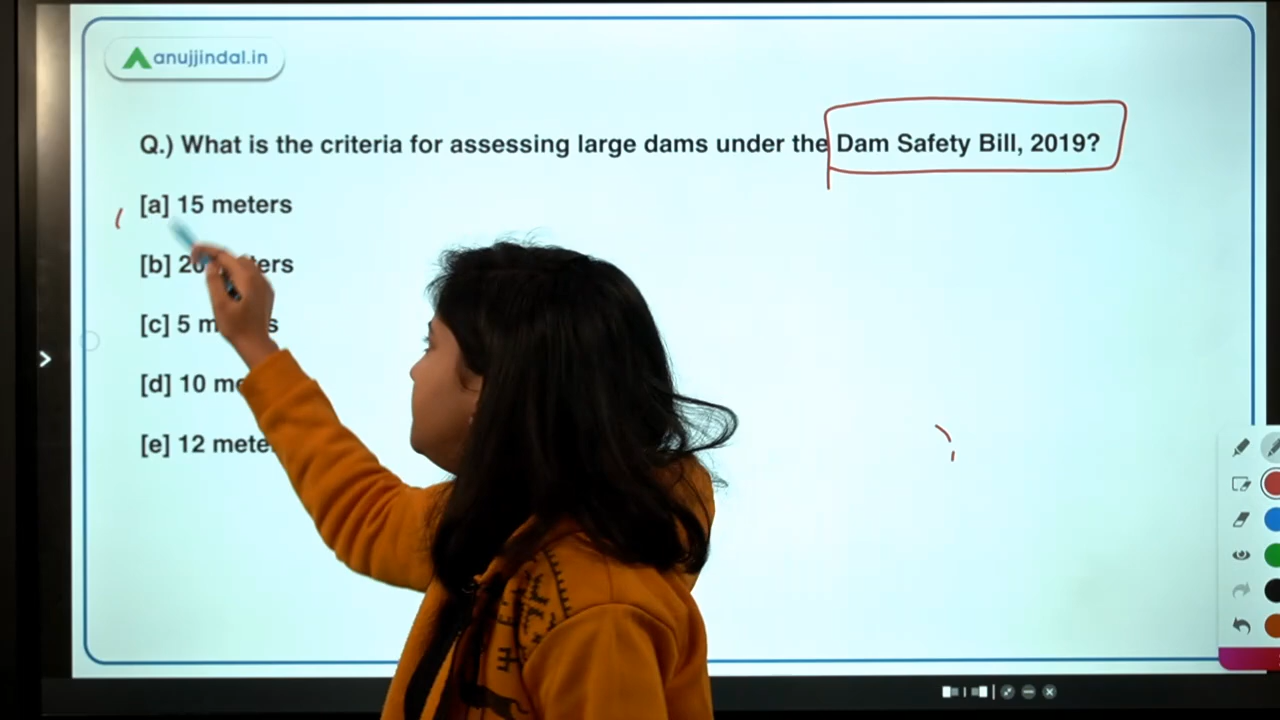 anujjindal.in
Q.) What is the criteria for assessing large dams under the Dam Safety Bill, 2019?
[a] 15 meters
[b]
[c] 5
[d] 10
[e] 12